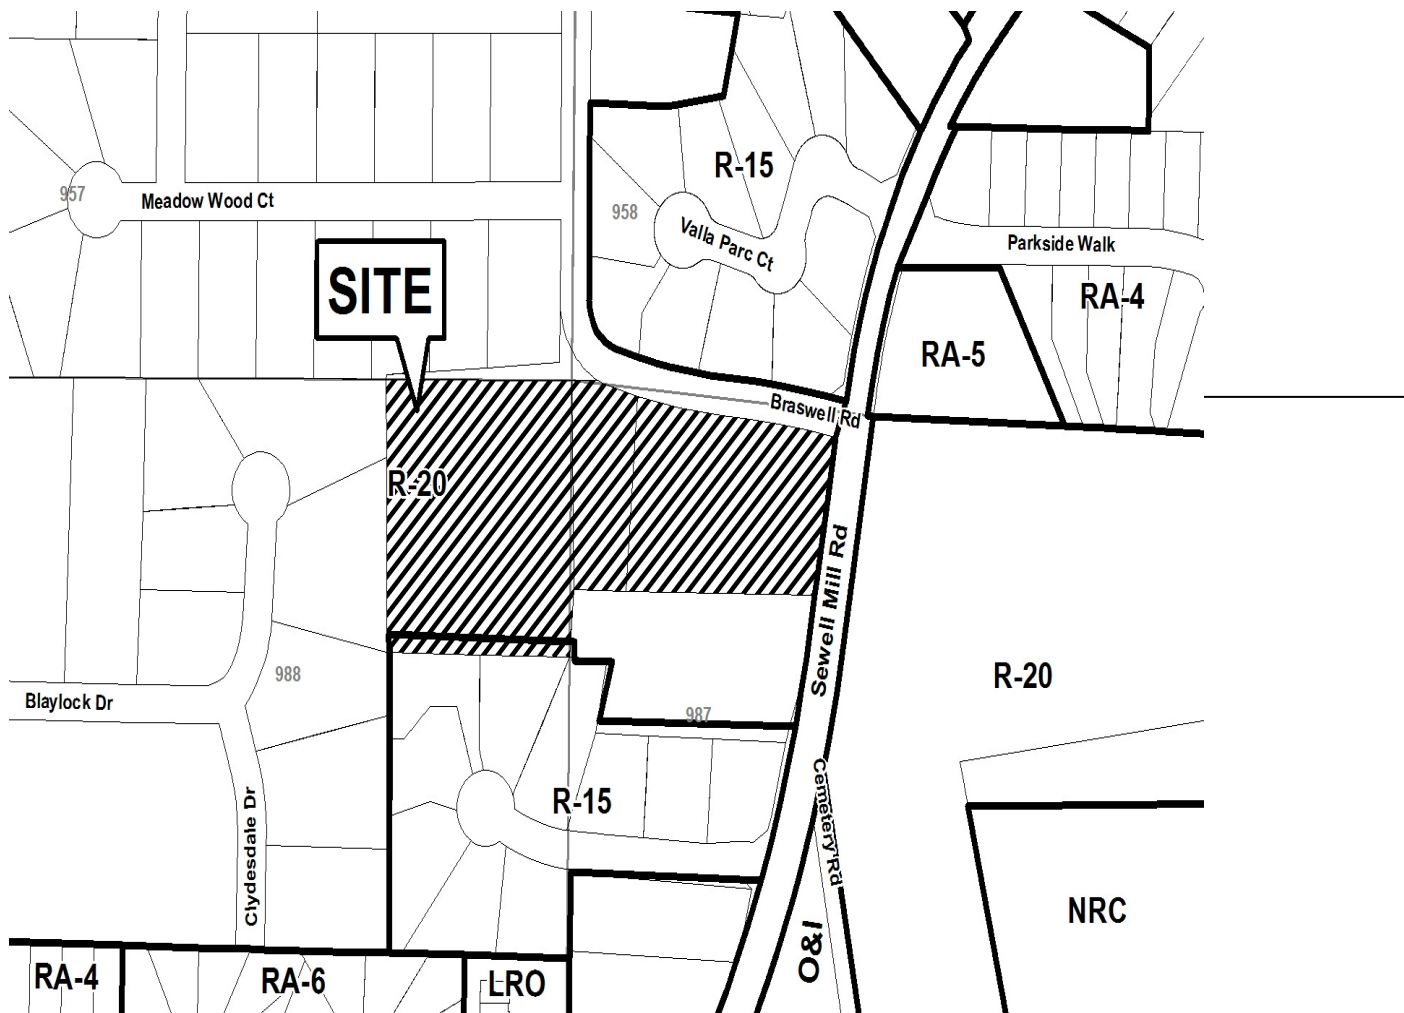 R-15
957
Meadow Wood Ct
958
Valla Parc Ct
Parkside Walk
SITE
RA-4
RA-5
Braswell Rd
R-20
Sewell Mill Rd
988
R-20
Blaylock Dr
987
Cemetery Rd
R-15
Clydesdale Dr
NRC
O&I
RA-4
RA-6
LRO